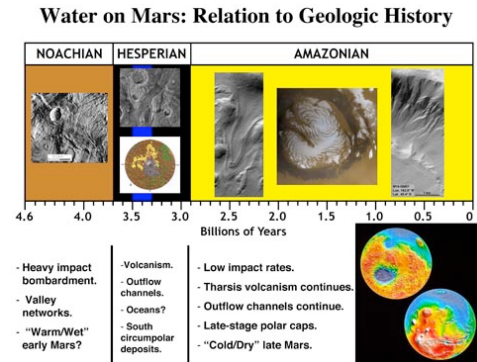 Water on Mars: Relation to Geologic History
NOACHIAN HESPERIAN AMAZONIAN
4.6 4.0 3.5 3.0 2.5 2.0 1.5 1.0 0.5 0
Billions of Years
- Heavy impact
bombardment.
- Valley
networks.
- “Warm/Wet”
early Mars?
-Volcanism.
- Outflow
channels.
- Oceans?
- South
circumpolar
deposits.
- Low impact rates.
- Tharsis volcanism continues.
- Outflow channels continue.
- Late-stage polar caps.
- “Cold/Dry” late Mars.